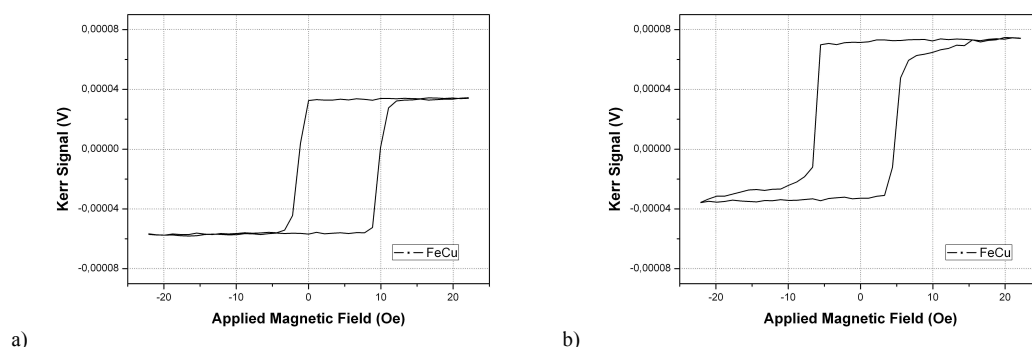 0,00008
0,00004
0,00000
-0,00004
-0,00008
Kerr Signal (V)
-20 -10 0 10 20
Applied Magnetic Field (Oe)
FeCu
a)
0,00008
0,00004
0,00000
-0,00004
-0,00008
Kerr Signal (V)
-20 -10 0 10 20
Applied Magnetic Field (Oe)
FeCu
b)